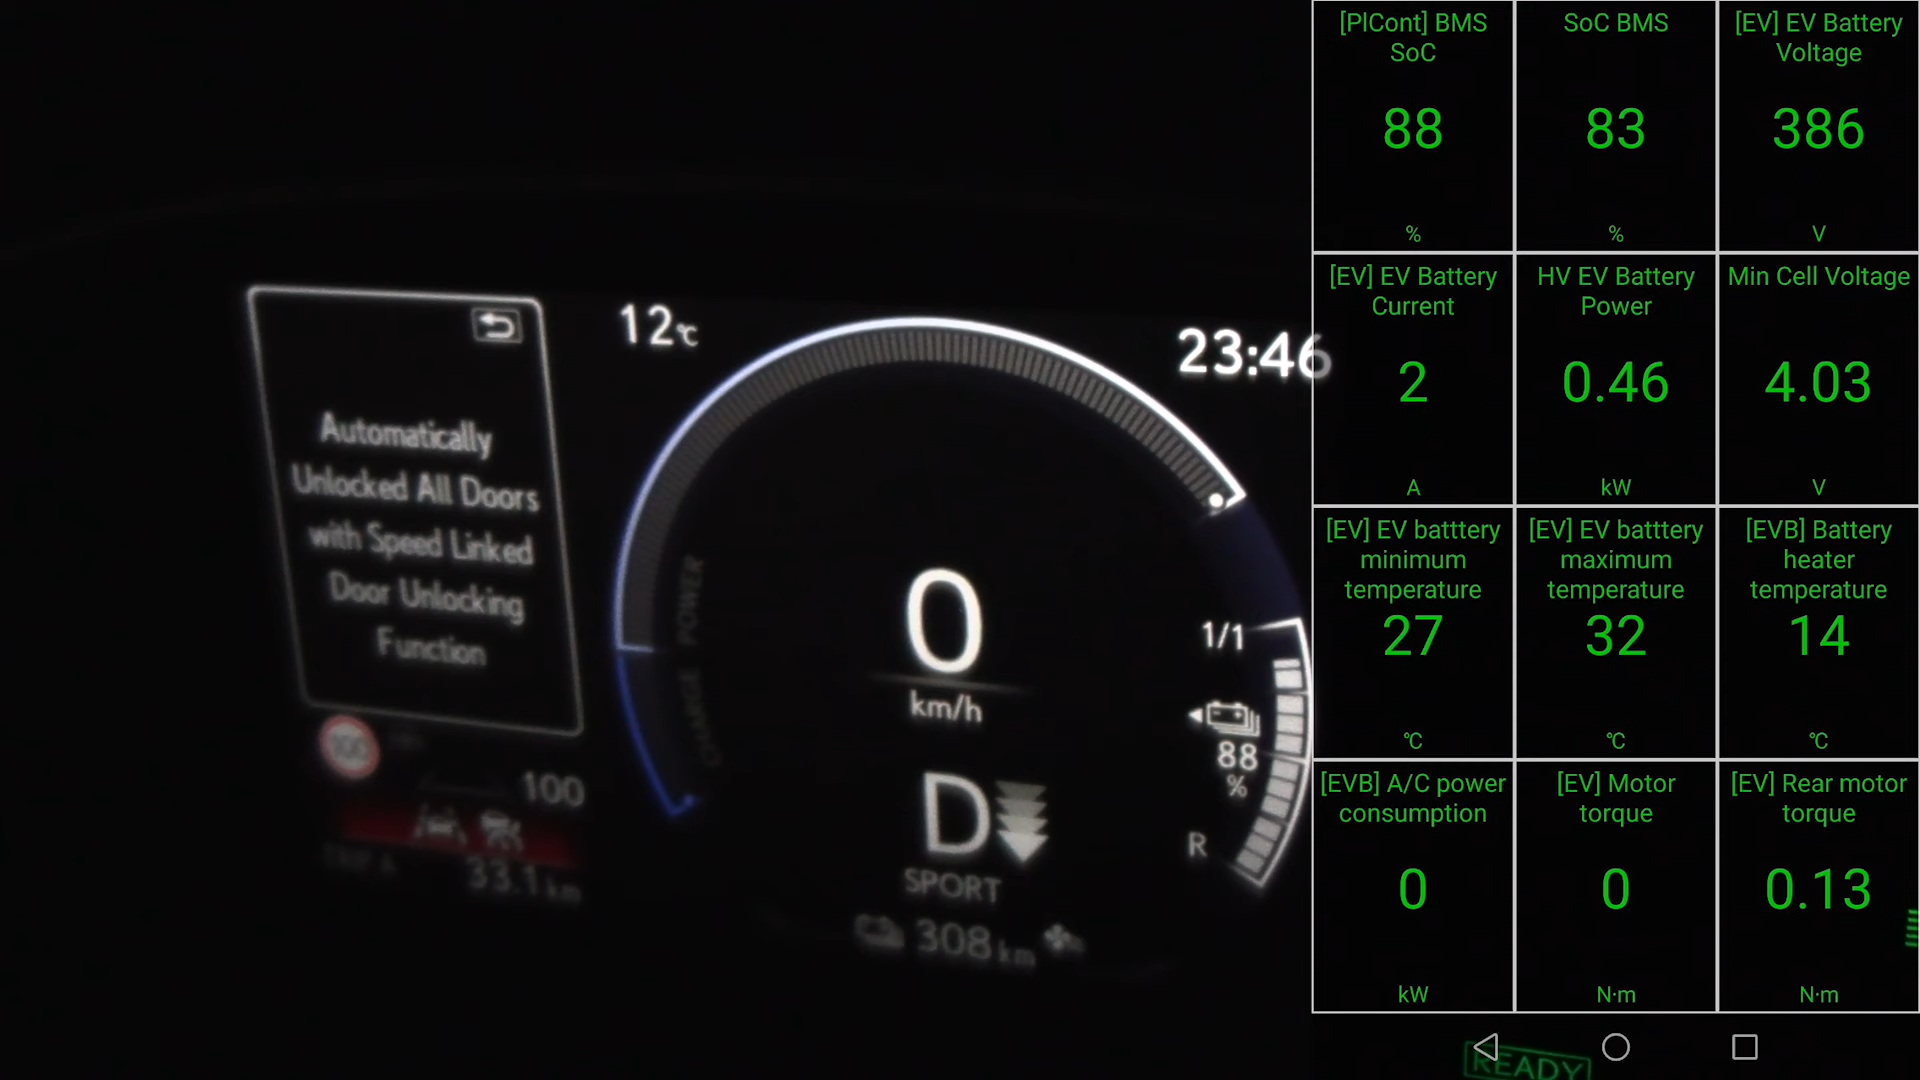 Automatically
Unlocked All Doors
with Speed Linked
Door Unlocking
Function
12℃
23:46
POWER
CHARGE
0
km/h
1/1
88
%
R
D
SPORT
308 km
100
100
TRIP A
33.1 km
[PlCont] BMS
SoC
88
%
SoC BMS
83
%
[EV] EV Battery
Voltage
386
V
[EV] EV Battery
Current
2
A
HV EV Battery
Power
0.46
kW
Min Cell Voltage
4.03
V
[EV] EV batttery
minimum
temperature
27
℃
[EV] EV batttery
maximum
temperature
32
℃
[EVB] Battery
heater
temperature
14
℃
[EVB] A/C power
consumption
0
kW
[EV] Motor
torque
0
N·m
[EV] Rear motor
torque
0.13
N·m
READY